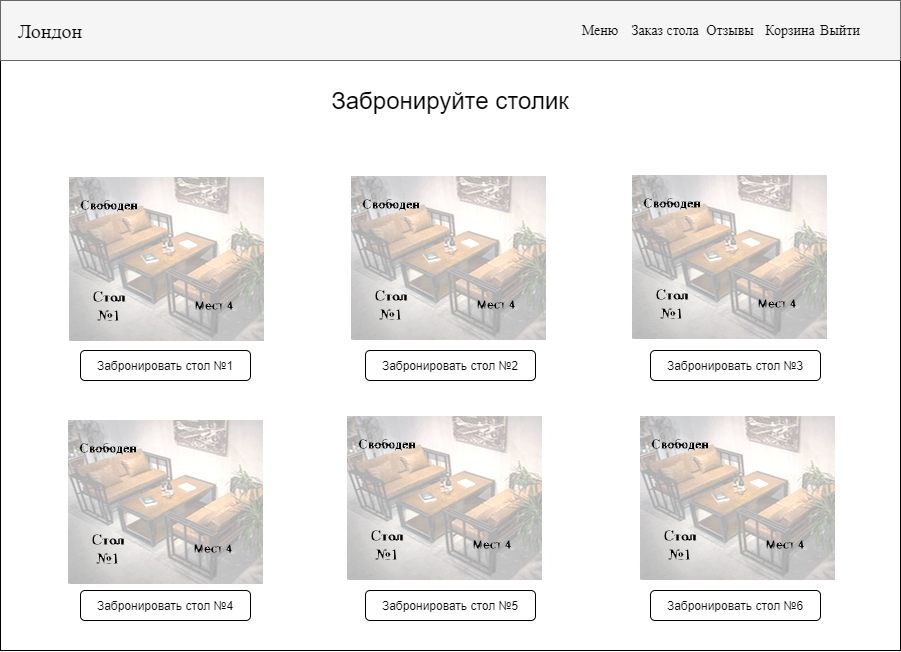 Лондон
Меню Заказ стола Отзывы Корзина Выйти
Забронируйте столик
Свободен
Стол
№1
Мест 4
Свободен
Стол
№1
Мест 4
Свободен
Стол
№1
Мест 4
Забронировать стол №1
Забронировать стол №2
Забронировать стол №3
Свободен
Стол
№1
Мест 4
Свободен
Стол
№1
Мест 4
Свободен
Стол
№1
Мест 4
Забронировать стол №4
Забронировать стол №5
Забронировать стол №6